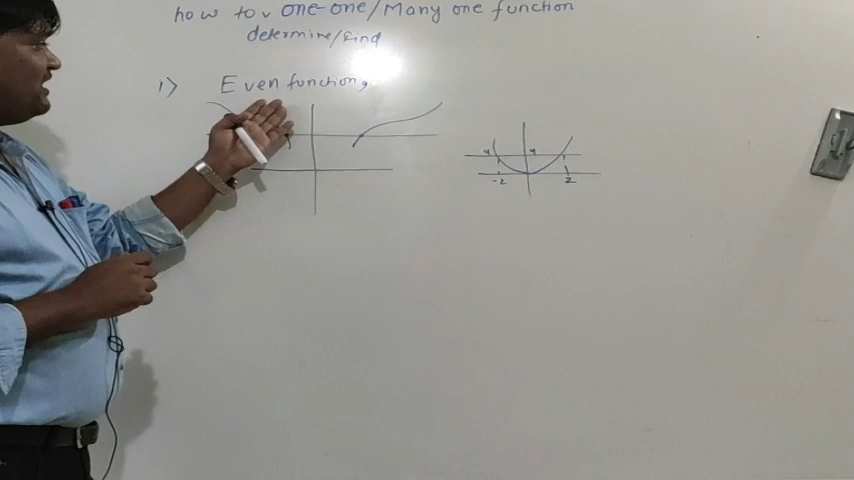 how to one-one/Many one function
determine/find
1) Even function,
4 4
-2 2